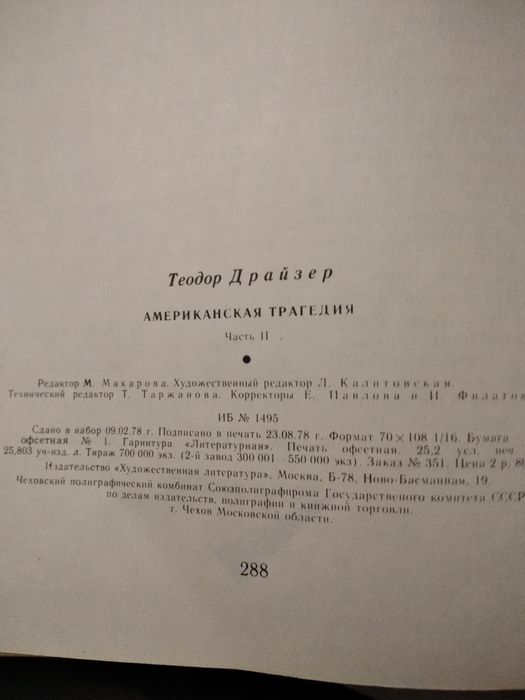 Теодор Драйзер
АМЕРИКАНСКАЯ ТРАГЕДИЯ
Часть II
●
Редактор М. Макарова. Художественный редактор Л. Калитовская.
Технический редактор Т. Таржанова. Корректоры Е. Павлова и И. Филатов
ИБ № 1495
Сдано в набор 09.02.78 г. Подписано в печать 23.08.78 г. Формат 70×108 1/16. Бумага
офсетная № 1. Гарнитура «Литературная». Печать офсетная. 25,2 усл. печ.
25,803 уч-изд. л. Тираж 700 000 экз. (2-й завод 300 001—550 000 экз). Заказ № 351. Цена 2 р. 80
Издательство «Художественная литература», Москва, Б-78, Ново-Басманная, 19.
Чеховский полиграфический комбинат Союзполиграфпрома Государственого комитета СССР
по делам издательств, полиграфии и книжной торговли.
г. Чехов Московской области.
288